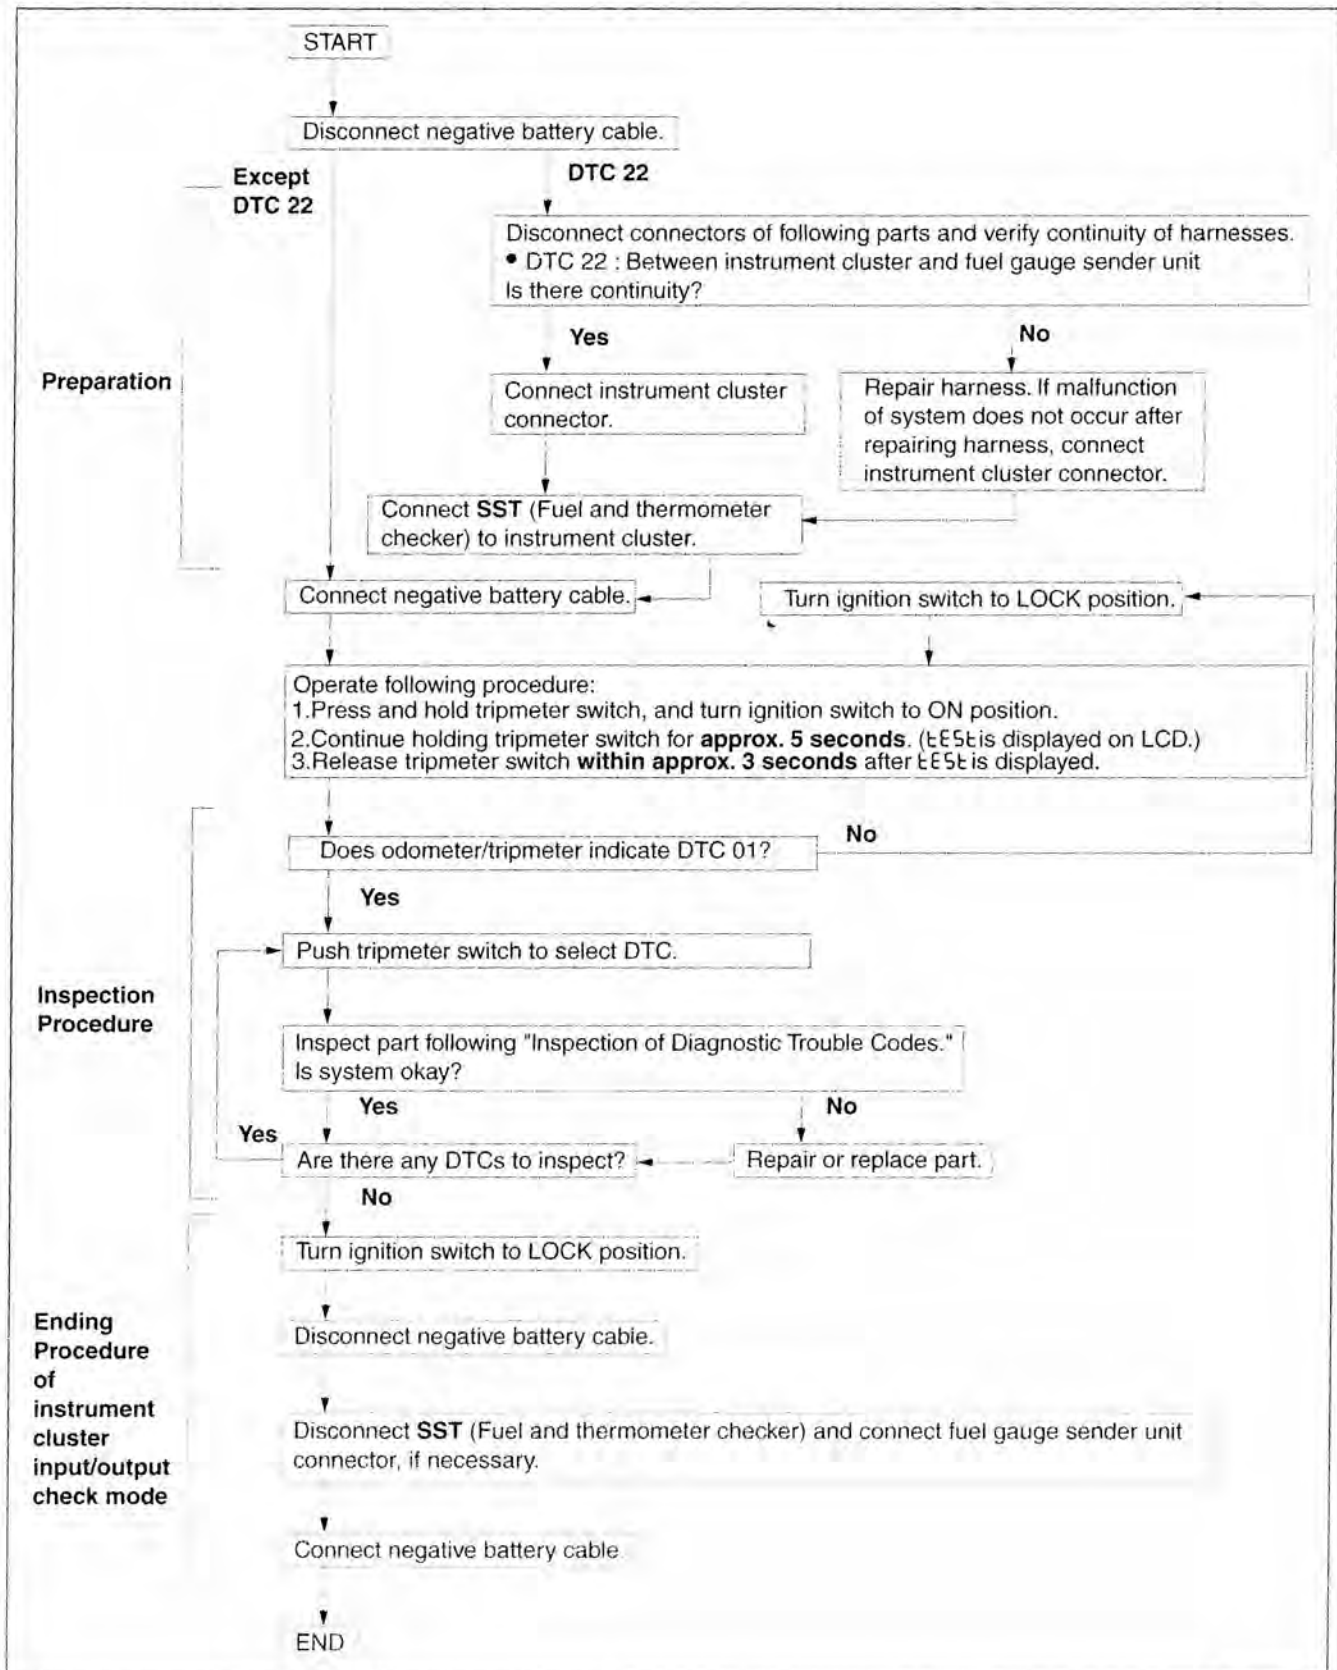 START
Disconnect negative battery cable.
Except
DTC 22
DTC 22
Disconnect connectors of following parts and verify continuity of harnesses.
• DTC 22 : Between instrument cluster and fuel gauge sender unit
Is there continuity?
Yes
No
Preparation
Connect instrument cluster
connector.
Repair harness. If malfunction
of system does not occur after
repairing harness, connect
instrument cluster connector.
Connect SST (Fuel and thermometer
checker) to instrument cluster.
Connect negative battery cable.
Turn ignition switch to LOCK position.
Operate following procedure:
1.Press and hold tripmeter switch, and turn ignition switch to ON position.
2.Continue holding tripmeter switch for approx. 5 seconds. (tESt is displayed on LCD.)
3.Release tripmeter switch within approx. 3 seconds after tESt is displayed.
Does odometer/tripmeter indicate DTC 01?
No
Yes
Push tripmeter switch to select DTC.
Inspection
Procedure
Inspect part following "Inspection of Diagnostic Trouble Codes."
Is system okay?
Yes
No
Yes
Are there any DTCs to inspect?
Repair or replace part.
No
Turn ignition switch to LOCK position.
Ending
Procedure
of
instrument
cluster
input/output
check mode
Disconnect negative battery cable.
Disconnect SST (Fuel and thermometer checker) and connect fuel gauge sender unit
connector, if necessary.
Connect negative battery cable
END